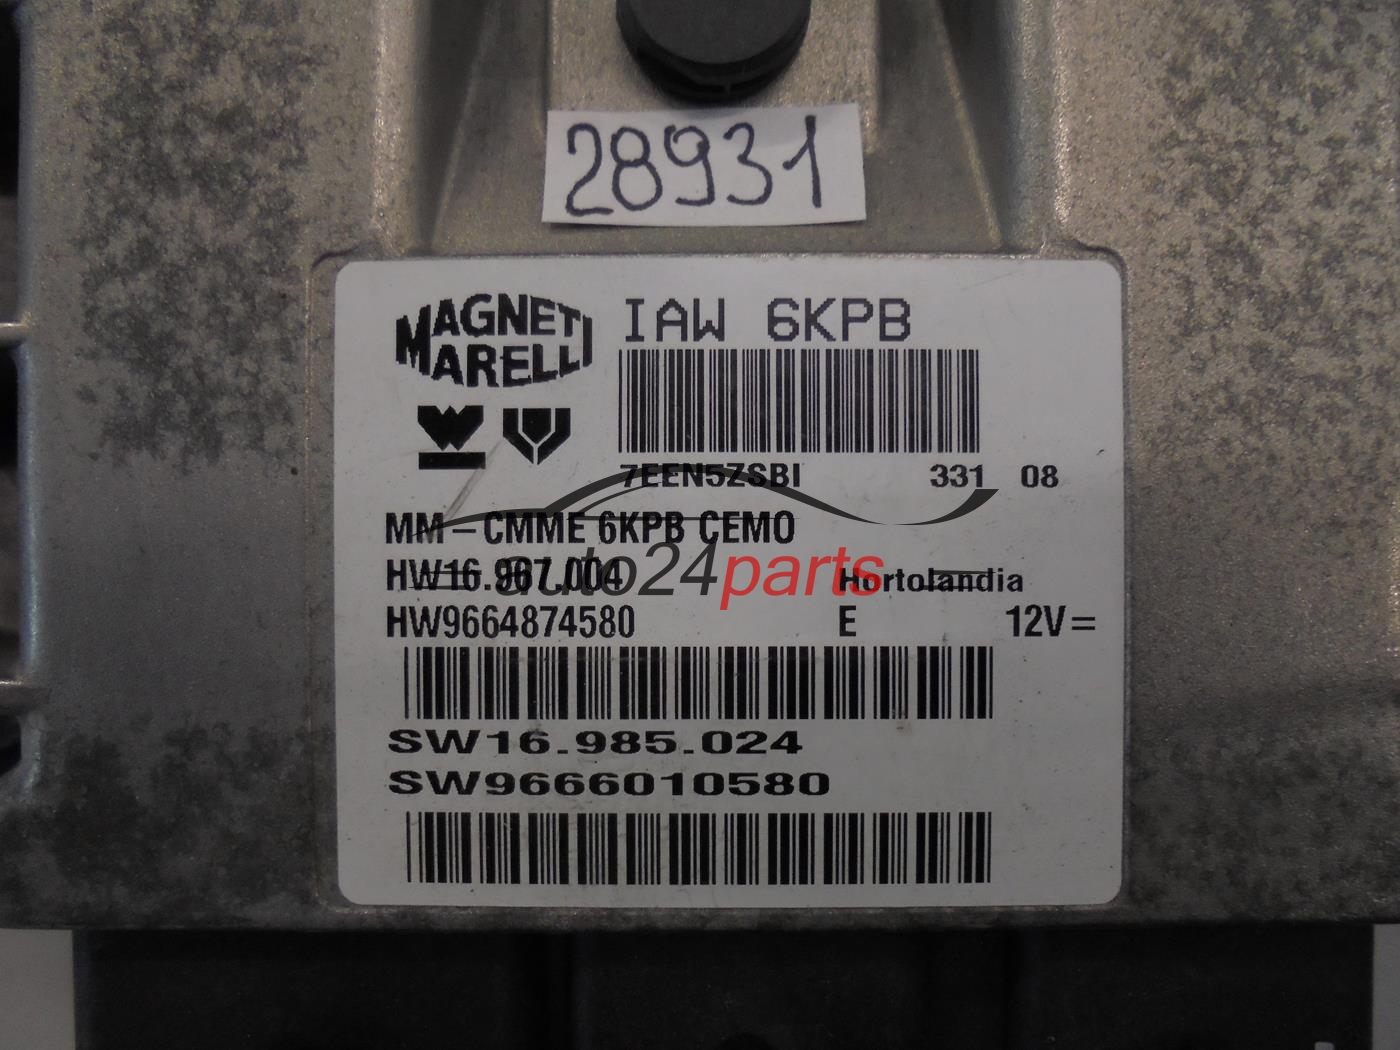 28931
MAGNETI
MARELLI
IAW 6KPB
7EEN5ZSBI 331 08
MM-CMME 6KPB CEMO
HW16.967.004 Hortolandia
auto24parts
HW9664874580 E 12V=
SW16.985.024
SW9666010580